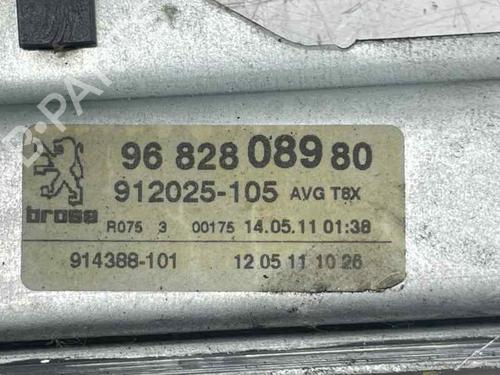 96 828 089 80
912025-105 AVG T8X
brose
R075 3 00175 14.05.11 01:38
914388-101 12 05 11 10 26
B-PARTS